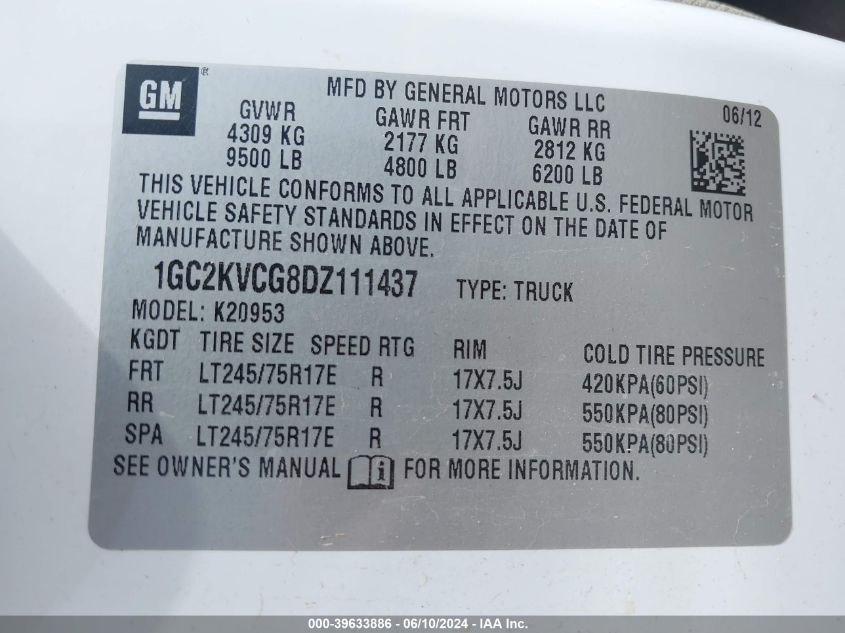 GM®
MFD BY GENERAL MOTORS LLC
06/12
GVWR GAWR FRT GAWR RR
4309 KG 2177 KG 2812 KG
9500 LB 4800 LB 6200 LB
THIS VEHICLE CONFORMS TO ALL APPLICABLE U.S. FEDERAL MOTOR
VEHICLE SAFETY STANDARDS IN EFFECT ON THE DATE OF
MANUFACTURE SHOWN ABOVE.
1GC2KVCG8DZ111437 TYPE: TRUCK
MODEL: K20953
KGDT TIRE SIZE SPEED RTG RIM COLD TIRE PRESSURE
FRT LT245/75R17E R 17X7.5J 420KPA(60PSI)
RR LT245/75R17E R 17X7.5J 550KPA(80PSI)
SPA LT245/75R17E R 17X7.5J 550KPA(80PSI)
SEE OWNER'S MANUAL i FOR MORE INFORMATION.
000-39633886 - 06/10/2024 - IAA Inc.